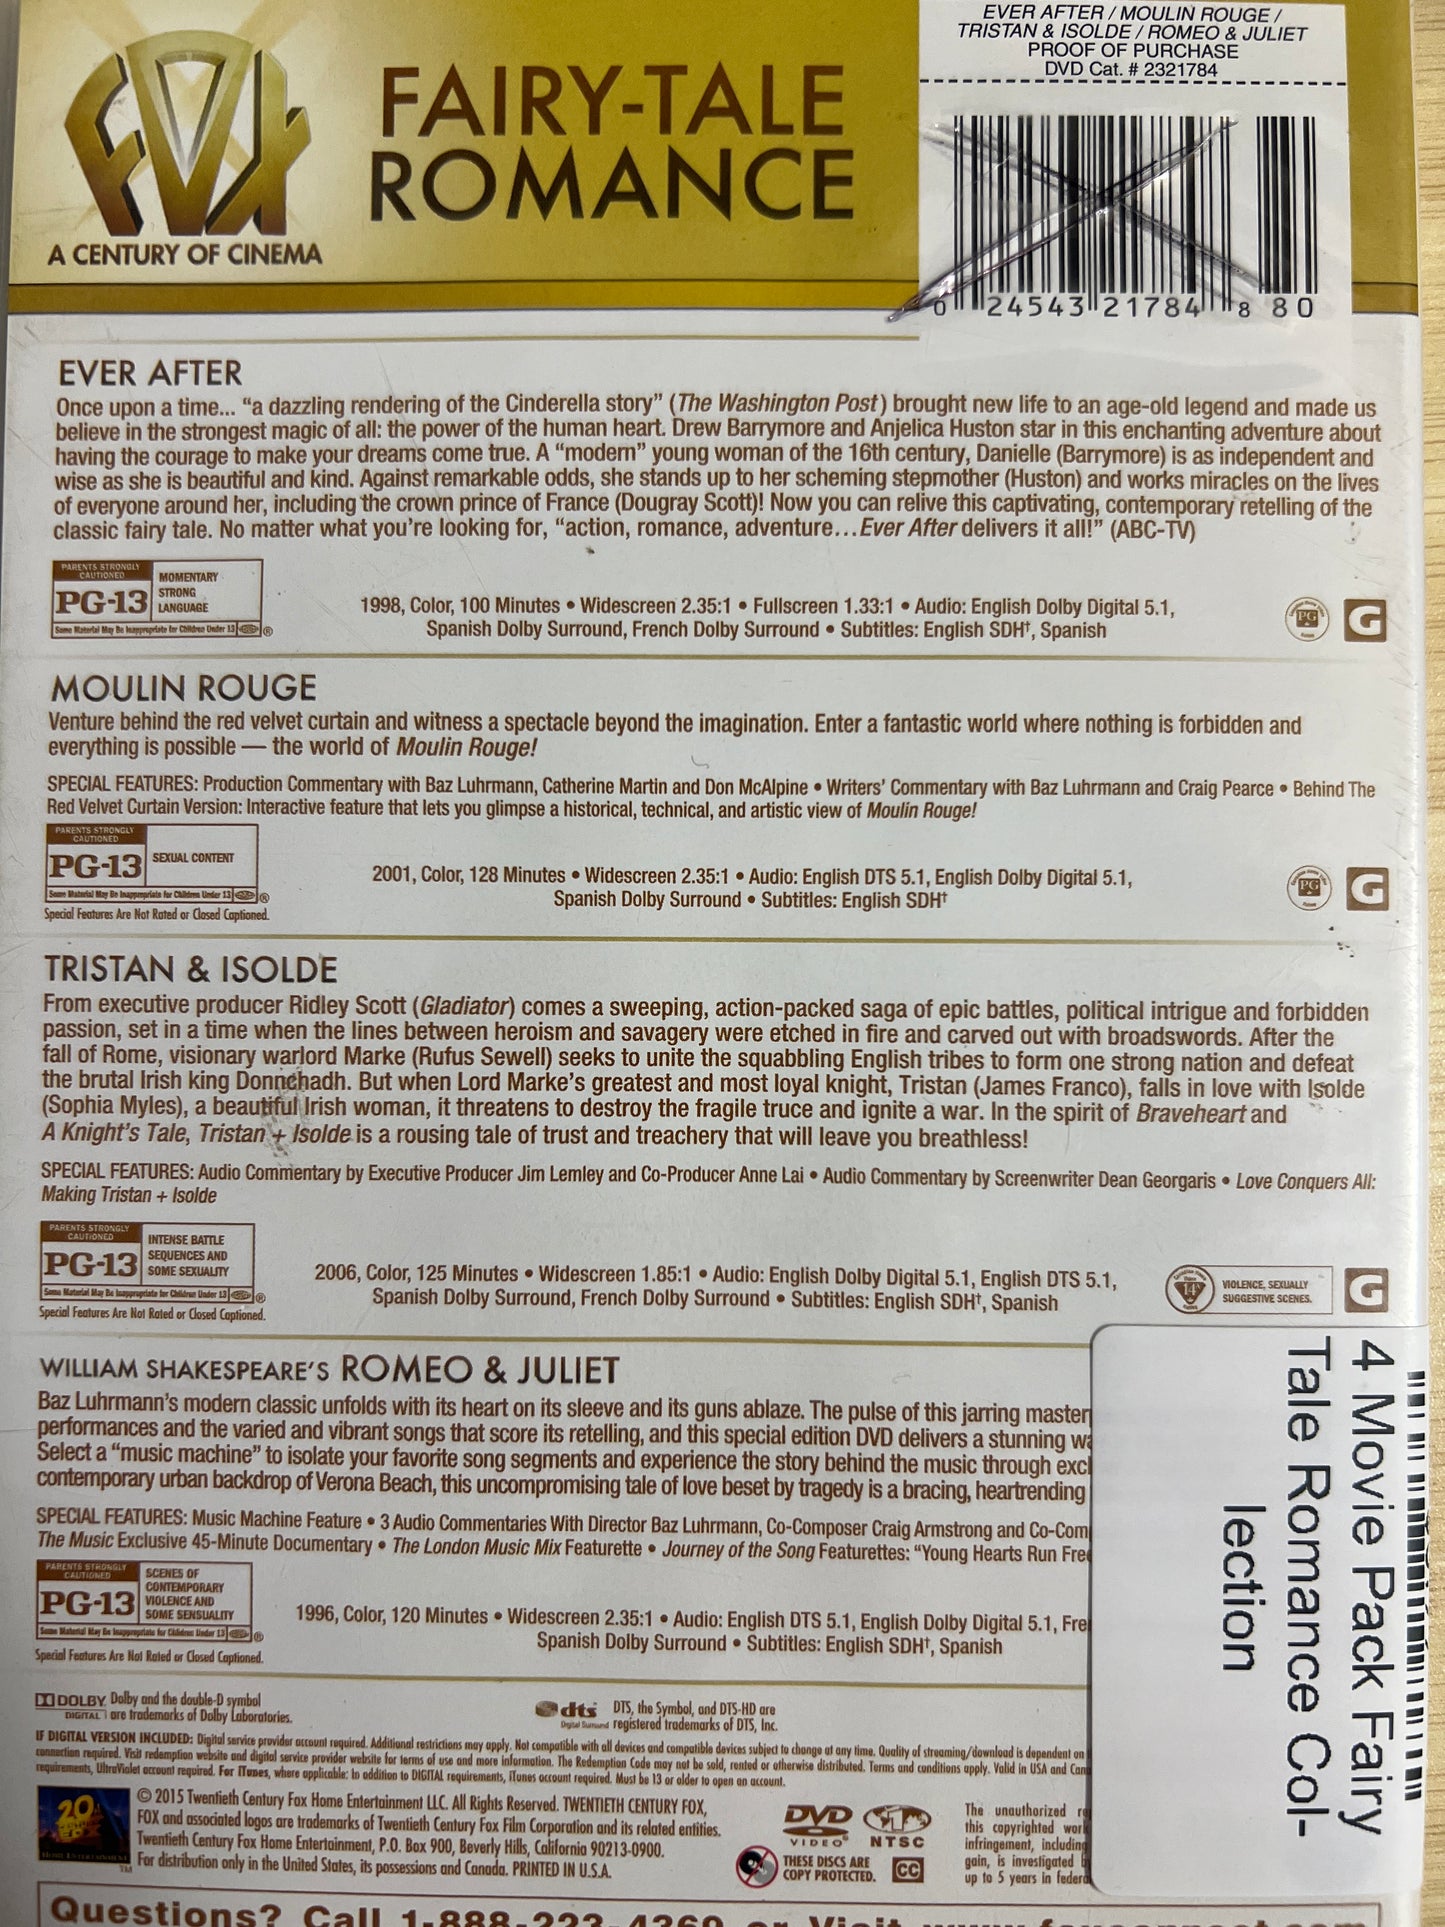 EVER AFTER / MOULIN ROUGE /
TRISTAN & ISOLDE / ROMEO & JULIET
PROOF OF PURCHASE
DVD Cat. # 2321784
0 24543 21784 8 80
FOX
A CENTURY OF CINEMA
FAIRY-TALE
ROMANCE
EVER AFTER
Once upon a time... “a dazzling rendering of the Cinderella story” (The Washington Post) brought new life to an age-old legend and made us
believe in the strongest magic of all: the power of the human heart. Drew Barrymore and Anjelica Huston star in this enchanting adventure about
having the courage to make your dreams come true. A “modern” young woman of the 16th century, Danielle (Barrymore) is as independent and
wise as she is beautiful and kind. Against remarkable odds, she stands up to her scheming stepmother (Huston) and works miracles on the lives
of everyone around her, including the crown prince of France (Dougray Scott)! Now you can relive this captivating, contemporary retelling of the
classic fairy tale. No matter what you’re looking for, “action, romance, adventure...Ever After delivers it all!” (ABC-TV)
PARENTS STRONGLY
CAUTIONED
PG-13
MOMENTARY
STRONG
LANGUAGE
Some Material May Be Inappropriate for Children Under 13
®
1998, Color, 100 Minutes • Widescreen 2.35:1 • Fullscreen 1.33:1 • Audio: English Dolby Digital 5.1,
Spanish Dolby Surround, French Dolby Surround • Subtitles: English SDH†, Spanish
PG
G
MOULIN ROUGE
Venture behind the red velvet curtain and witness a spectacle beyond the imagination. Enter a fantastic world where nothing is forbidden and
everything is possible — the world of Moulin Rouge!
SPECIAL FEATURES: Production Commentary with Baz Luhrmann, Catherine Martin and Don McAlpine • Writers’ Commentary with Baz Luhrmann and Craig Pearce • Behind The
Red Velvet Curtain Version: Interactive feature that lets you glimpse a historical, technical, and artistic view of Moulin Rouge!
PARENTS STRONGLY
CAUTIONED
PG-13
SEXUAL CONTENT
Some Material May Be Inappropriate for Children Under 13
®
Special Features Are Not Rated or Closed Captioned.
2001, Color, 128 Minutes • Widescreen 2.35:1 • Audio: English DTS 5.1, English Dolby Digital 5.1,
Spanish Dolby Surround • Subtitles: English SDH†
PG
G
TRISTAN & ISOLDE
From executive producer Ridley Scott (Gladiator) comes a sweeping, action-packed saga of epic battles, political intrigue and forbidden
passion, set in a time when the lines between heroism and savagery were etched in fire and carved out with broadswords. After the
fall of Rome, visionary warlord Marke (Rufus Sewell) seeks to unite the squabbling English tribes to form one strong nation and defeat
the brutal Irish king Donnchadh. But when Lord Marke’s greatest and most loyal knight, Tristan (James Franco), falls in love with Isolde
(Sophia Myles), a beautiful Irish woman, it threatens to destroy the fragile truce and ignite a war. In the spirit of Braveheart and
A Knight’s Tale, Tristan + Isolde is a rousing tale of trust and treachery that will leave you breathless!
SPECIAL FEATURES: Audio Commentary by Executive Producer Jim Lemley and Co-Producer Anne Lai • Audio Commentary by Screenwriter Dean Georgaris • Love Conquers All:
Making Tristan + Isolde
PARENTS STRONGLY
CAUTIONED
PG-13
INTENSE BATTLE
SEQUENCES AND
SOME SEXUALITY
Some Material May Be Inappropriate for Children Under 13
®
Special Features Are Not Rated or Closed Captioned.
2006, Color, 125 Minutes • Widescreen 1.85:1 • Audio: English Dolby Digital 5.1, English DTS 5.1,
Spanish Dolby Surround, French Dolby Surround • Subtitles: English SDH†, Spanish
14
VIOLENCE, SEXUALLY
SUGGESTIVE SCENES.
G
WILLIAM SHAKESPEARE’S ROMEO & JULIET
Baz Luhrmann’s modern classic unfolds with its heart on its sleeve and its guns ablaze. The pulse of this jarring master
performances and the varied and vibrant songs that score its retelling, and this special edition DVD delivers a stunning wa
Select a “music machine” to isolate your favorite song segments and experience the story behind the music through excl
contemporary urban backdrop of Verona Beach, this uncompromising tale of love beset by tragedy is a bracing, heartrending
SPECIAL FEATURES: Music Machine Feature • 3 Audio Commentaries With Director Baz Luhrmann, Co-Composer Craig Armstrong and Co-Com
The Music Exclusive 45-Minute Documentary • The London Music Mix Featurette • Journey of the Song Featurettes: “Young Hearts Run Fre
PARENTS STRONGLY
CAUTIONED
PG-13
SCENES OF
CONTEMPORARY
VIOLENCE AND
SOME SENSUALITY
Some Material May Be Inappropriate for Children Under 13
®
Special Features Are Not Rated or Closed Captioned.
1996, Color, 120 Minutes • Widescreen 2.35:1 • Audio: English DTS 5.1, English Dolby Digital 5.1, Fre
Spanish Dolby Surround • Subtitles: English SDH†, Spanish
4 Movie Pack Fairy
Tale Romance Col-
lection
DOLBY
DIGITAL
Dolby and the double-D symbol
are trademarks of Dolby Laboratories.
dts
Digital Surround
DTS, the Symbol, and DTS-HD are
registered trademarks of DTS, Inc.
IF DIGITAL VERSION INCLUDED: Digital service provider account required. Additional restrictions may apply. Not compatible with all devices and compatible devices subject to change at any time. Quality of streaming/download is dependent on
connection required. Visit redemption website and digital service provider website for terms of use and more information. The Redemption Code may not be sold, rented or otherwise distributed. Terms and conditions apply. Valid in USA and Can
requirements, UltraViolet account required. For iTunes, where applicable: In addition to DIGITAL requirements, iTunes account required. Must be 13 or older to open an account.
20
HOME ENTERTAINMENT
TM
© 2015 Twentieth Century Fox Home Entertainment LLC. All Rights Reserved. TWENTIETH CENTURY FOX,
FOX and associated logos are trademarks of Twentieth Century Fox Film Corporation and its related entities.
Twentieth Century Fox Home Entertainment, P.O. Box 900, Beverly Hills, California 90213-0900.
For distribution only in the United States, its possessions and Canada. PRINTED IN U.S.A.
DVD
VIDEO
NTSC
THESE DISCS ARE
COPY PROTECTED.
CC
The unauthorized re
this copyrighted wor
infringement, including
gain, is investigated
up to 5 years in federa
Questions? Call 1-888-223-4369 or Visit www.foxconnect.com